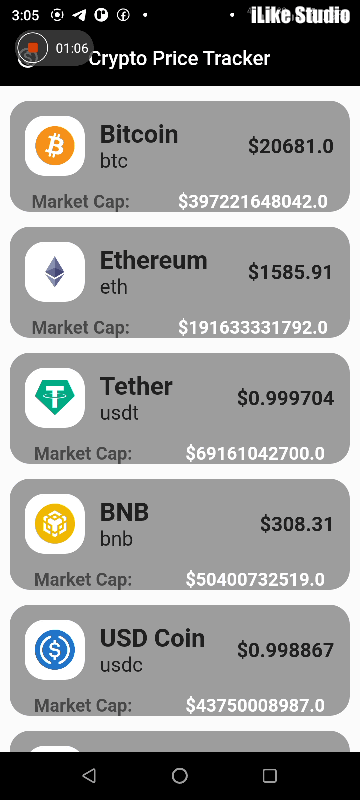 3:05
iLike Studio
01:06
Crypto Price Tracker
Bitcoin
btc
$20681.0
Market Cap: $397221648042.0
Ethereum
eth
$1585.91
Market Cap: $191633331792.0
Tether
usdt
$0.999704
Market Cap: $69161042700.0
BNB
bnb
$308.31
Market Cap: $50400732519.0
USD Coin
usdc
$0.998867
Market Cap: $43750008987.0